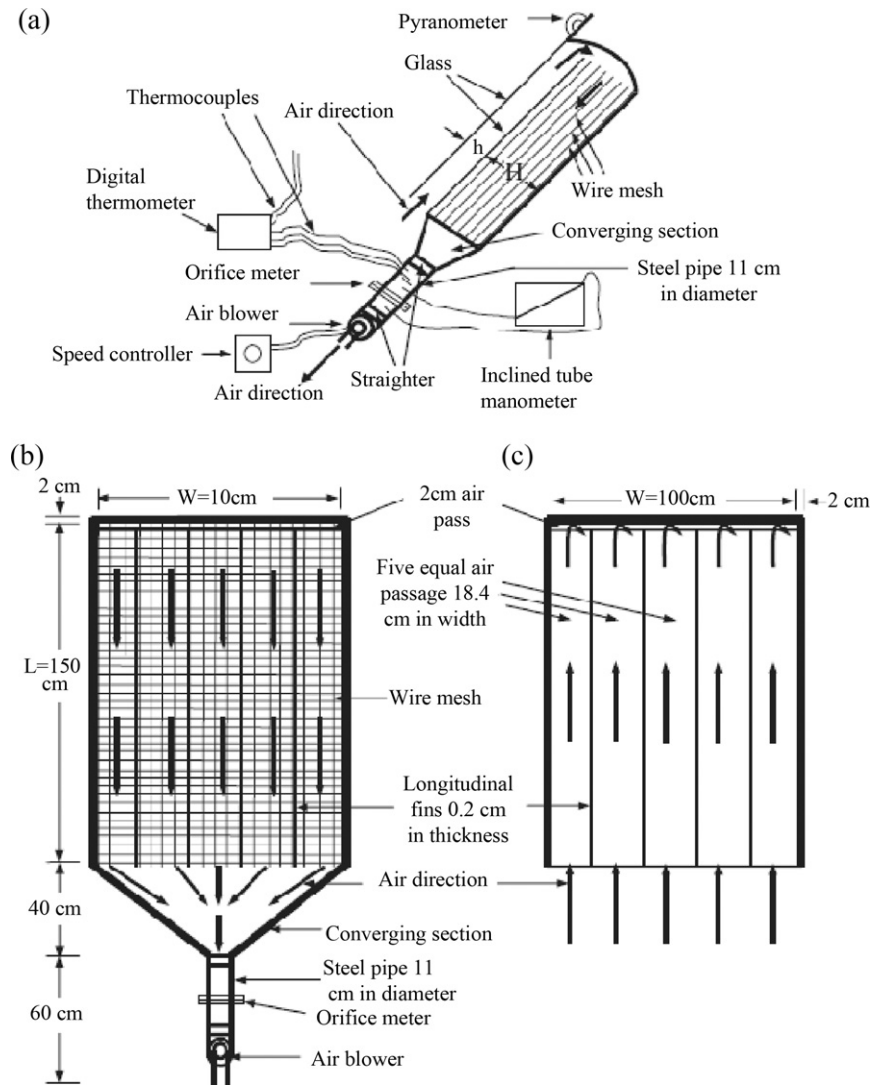 (a)
Pyranometer
Glass
Thermocouples
Air direction
h
H
Wire mesh
Digital
thermometer
Converging section
Orifice meter
Steel pipe 11 cm
in diameter
Air blower
Speed controller
Air direction
Straighter
Inclined tube
manometer
(b)
2 cm
W=10cm
2cm air
pass
L=150
cm
Five equal air
passage 18.4
cm in width
Wire mesh
Longitudinal
fins 0.2 cm
in thickness
Air direction
40 cm
Converging section
Steel pipe 11
cm in diameter
60 cm
Orifice meter
Air blower
(c)
W=100cm
2 cm